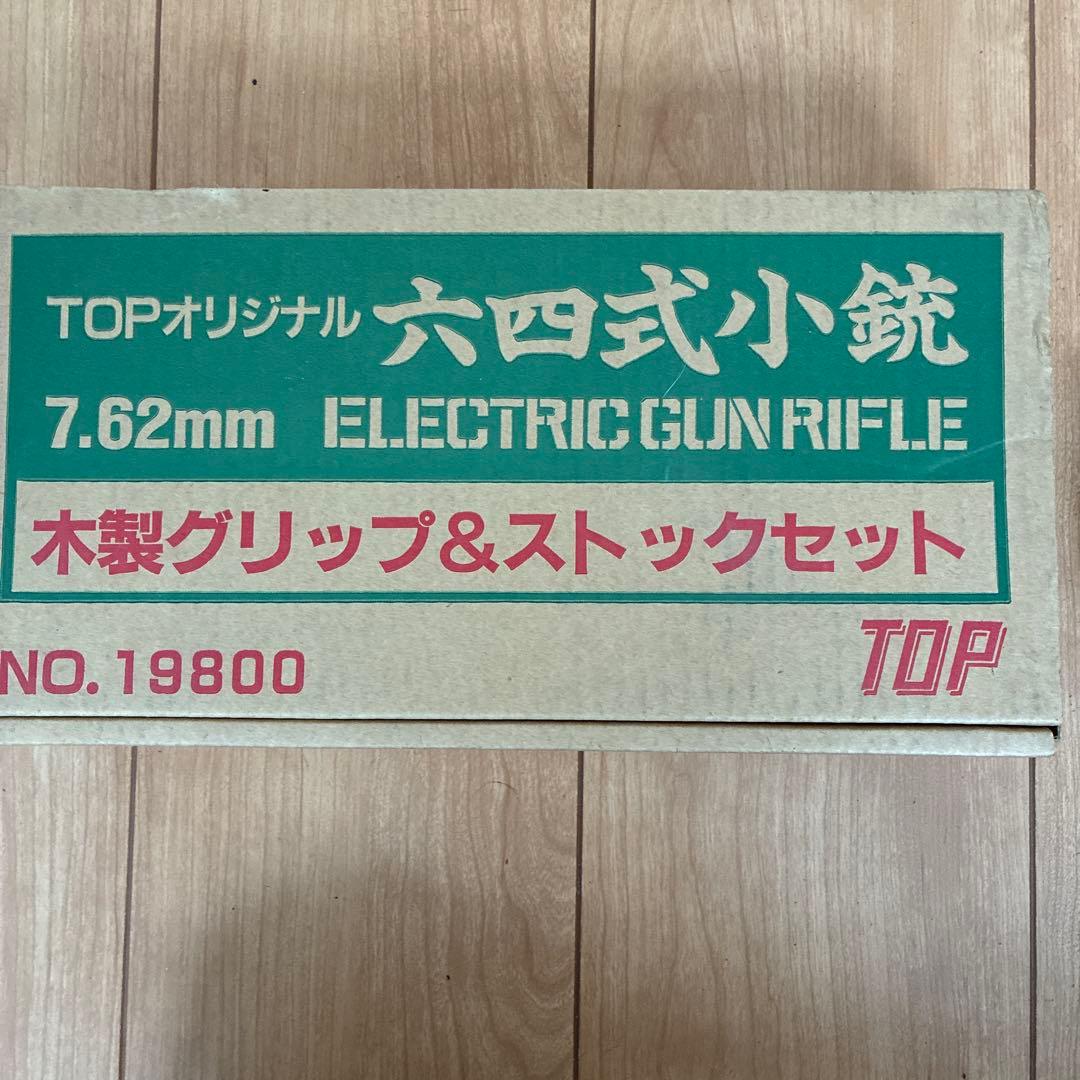 TOPオリジナル 六四式小銃
7.62mm ELECTRIC GUN RIFLE
木製グリップ&ストックセット
NO.19800
TOP